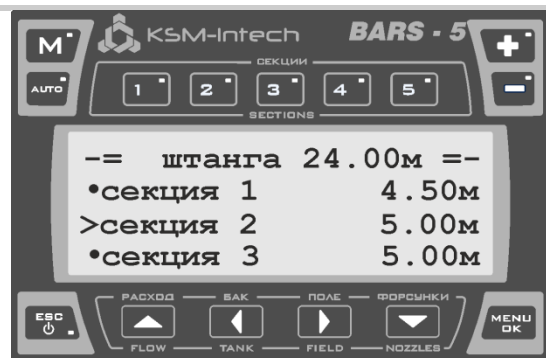 M
KSM-Intech
BARS - 5
AUTO
СЕКЦИИ
1 2 3 4 5
SECTIONS
-= штанга 24.00м =-
•секция 1 4.50м
>секция 2 5.00м
•секция 3 5.00м
ESC
РАСХОД БАК ПОЛЕ ФОРСУНКИ
FLOW TANK FIELD NOZZLES
MENU
OK